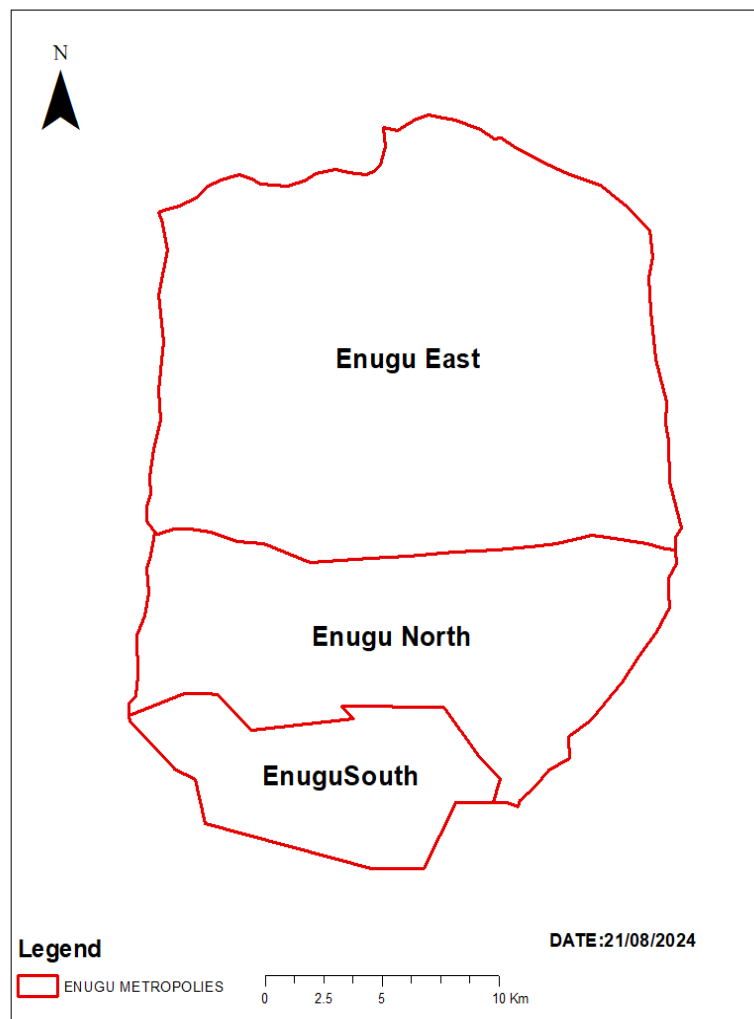 N
Enugu East
Enugu North
EnuguSouth
DATE:21/08/2024
Legend
ENUGU METROPOLIES
0 2.5 5 10 Km